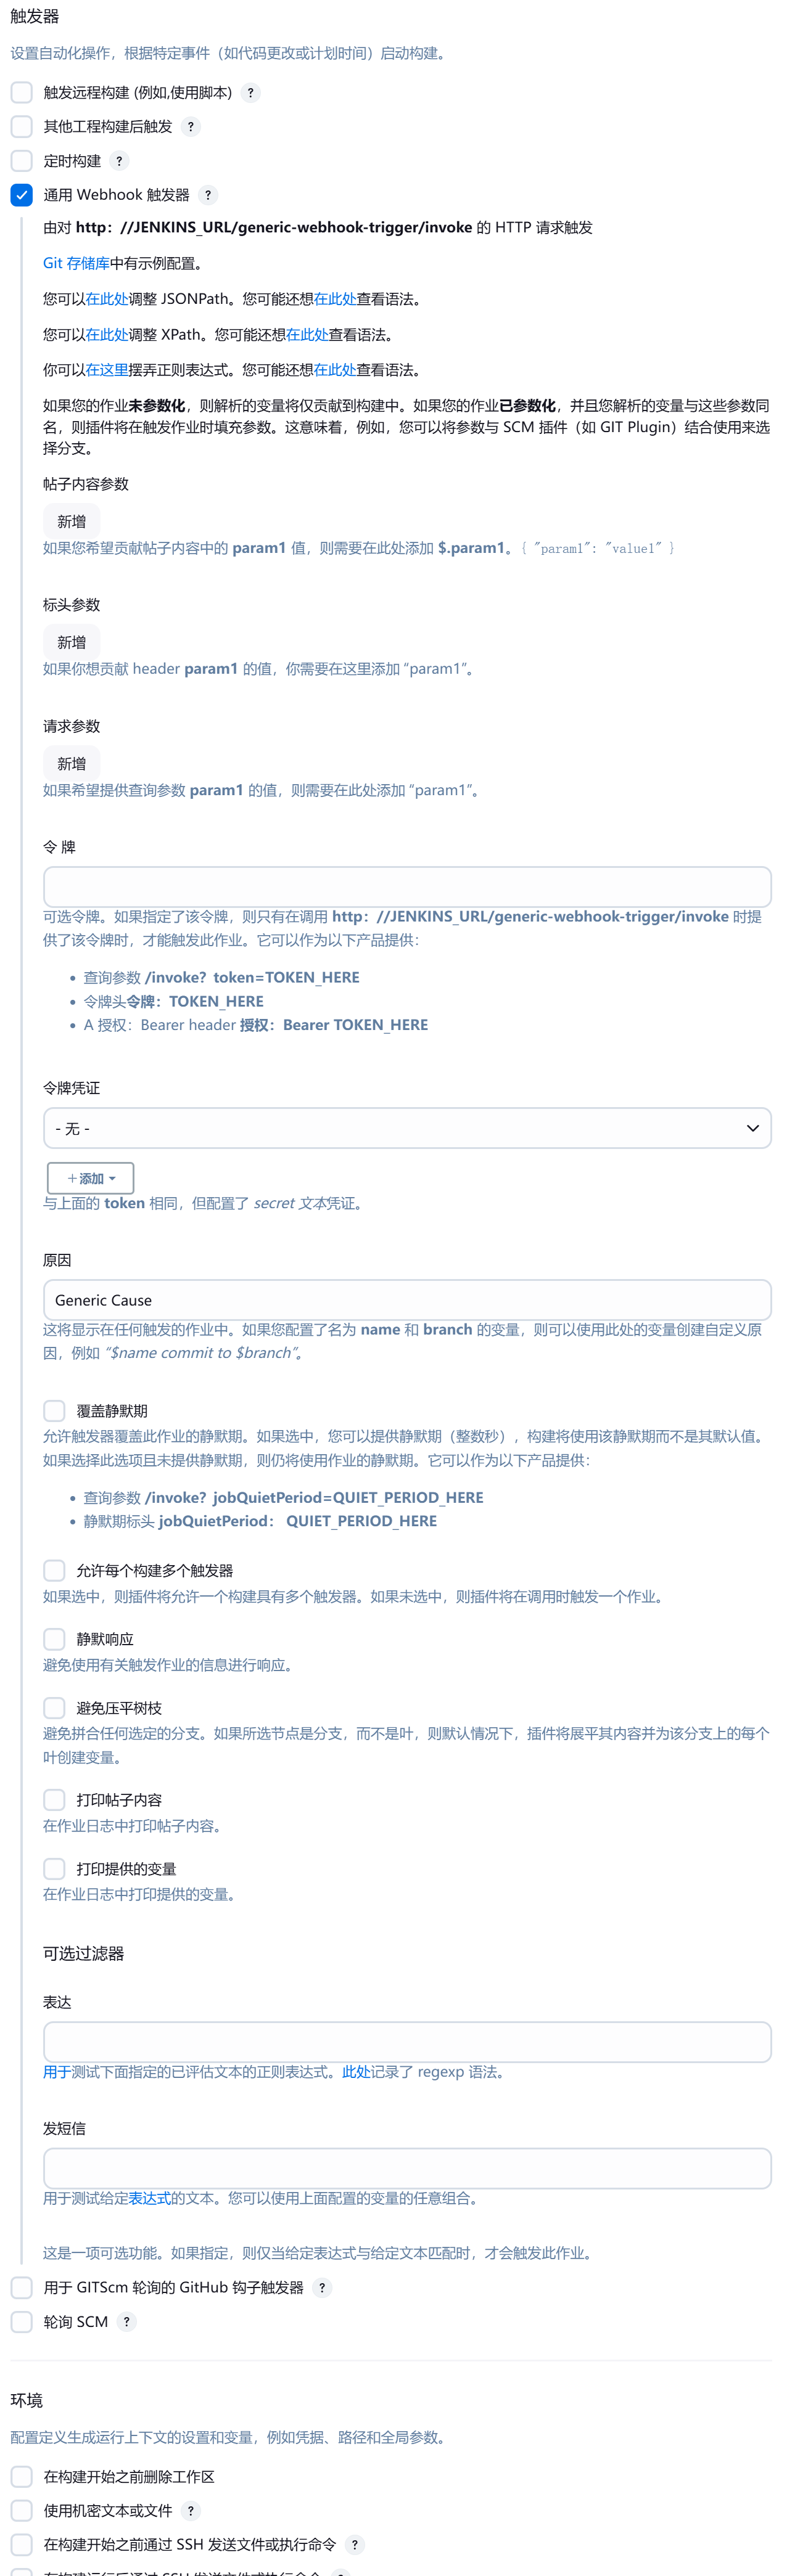 触发器
设置自动化操作，根据特定事件（如代码更改或计划时间）启动构建。
触发远程构建 (例如,使用脚本) ?
其他工程构建后触发 ?
定时构建 ?
通用 Webhook 触发器 ?
由对 http：//JENKINS_URL/generic-webhook-trigger/invoke 的 HTTP 请求触发
Git 存储库中有示例配置。
您可以在此处调整 JSONPath。您可能还想在此处查看语法。
您可以在此处调整 XPath。您可能还想在此处查看语法。
你可以在这里摆弄正则表达式。您可能还想在此处查看语法。
如果您的作业未参数化，则解析的变量将仅贡献到构建中。如果您的作业已参数化，并且您解析的变量与这些参数同
名，则插件将在触发作业时填充参数。这意味着，例如，您可以将参数与 SCM 插件（如 GIT Plugin）结合使用来选
择分支。
帖子内容参数
新增
如果您希望贡献帖子内容中的 param1 值，则需要在此处添加 $.param1。{ "param1": "value1" }
标头参数
新增
如果你想贡献 header param1 的值，你需要在这里添加 “param1”。
请求参数
新增
如果希望提供查询参数 param1 的值，则需要在此处添加 “param1”。
令 牌
可选令牌。如果指定了该令牌，则只有在调用 http：//JENKINS_URL/generic-webhook-trigger/invoke 时提
供了该令牌时，才能触发此作业。它可以作为以下产品提供：
• 查询参数 /invoke？token=TOKEN_HERE
• 令牌头令牌：TOKEN_HERE
• A 授权：Bearer header 授权：Bearer TOKEN_HERE
令牌凭证
- 无 -
+添加
与上面的 token 相同，但配置了 secret 文本凭证。
原因
Generic Cause
这将显示在任何触发的作业中。如果您配置了名为 name 和 branch 的变量，则可以使用此处的变量创建自定义原
因，例如 “$name commit to $branch”。
覆盖静默期
允许触发器覆盖此作业的静默期。如果选中，您可以提供静默期（整数秒），构建将使用该静默期而不是其默认值。
如果选择此选项且未提供静默期，则仍将使用作业的静默期。它可以作为以下产品提供：
• 查询参数 /invoke？jobQuietPeriod=QUIET_PERIOD_HERE
• 静默期标头 jobQuietPeriod： QUIET_PERIOD_HERE
允许每个构建多个触发器
如果选中，则插件将允许一个构建具有多个触发器。如果未选中，则插件将在调用时触发一个作业。
静默响应
避免使用有关触发作业的信息进行响应。
避免压平树枝
避免拼合任何选定的分支。如果所选节点是分支，而不是叶，则默认情况下，插件将展平其内容并为该分支上的每个
叶创建变量。
打印帖子内容
在作业日志中打印帖子内容。
打印提供的变量
在作业日志中打印提供的变量。
可选过滤器
表达
用于测试下面指定的已评估文本的正则表达式。此处记录了 regexp 语法。
发短信
用于测试给定表达式的文本。您可以使用上面配置的变量的任意组合。
这是一项可选功能。如果指定，则仅当给定表达式与给定文本匹配时，才会触发此作业。
用于 GITScm 轮询的 GitHub 钩子触发器 ?
轮询 SCM ?
环境
配置定义生成运行上下文的设置和变量，例如凭据、路径和全局参数。
在构建开始之前删除工作区
使用机密文本或文件 ?
在构建开始之前通过 SSH 发送文件或执行命令 ?